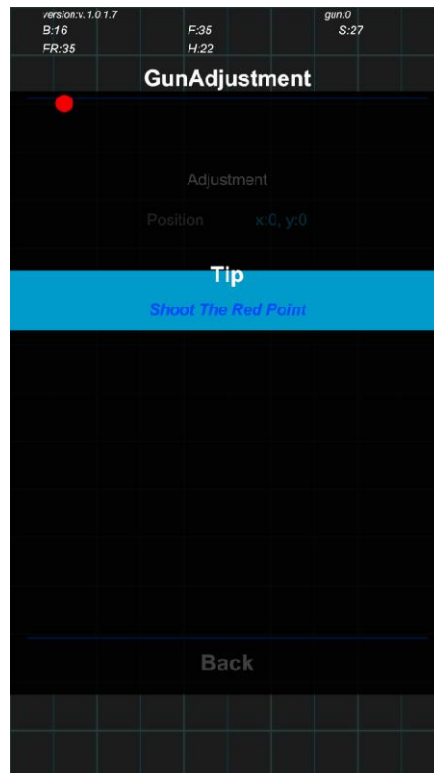 version:v.1.0.1.7 gun:0
B:16 F:35 S:27
FR:35 H:22
GunAdjustment
Adjustment
Position x:0, y:0
Tip
Shoot The Red Point
Back